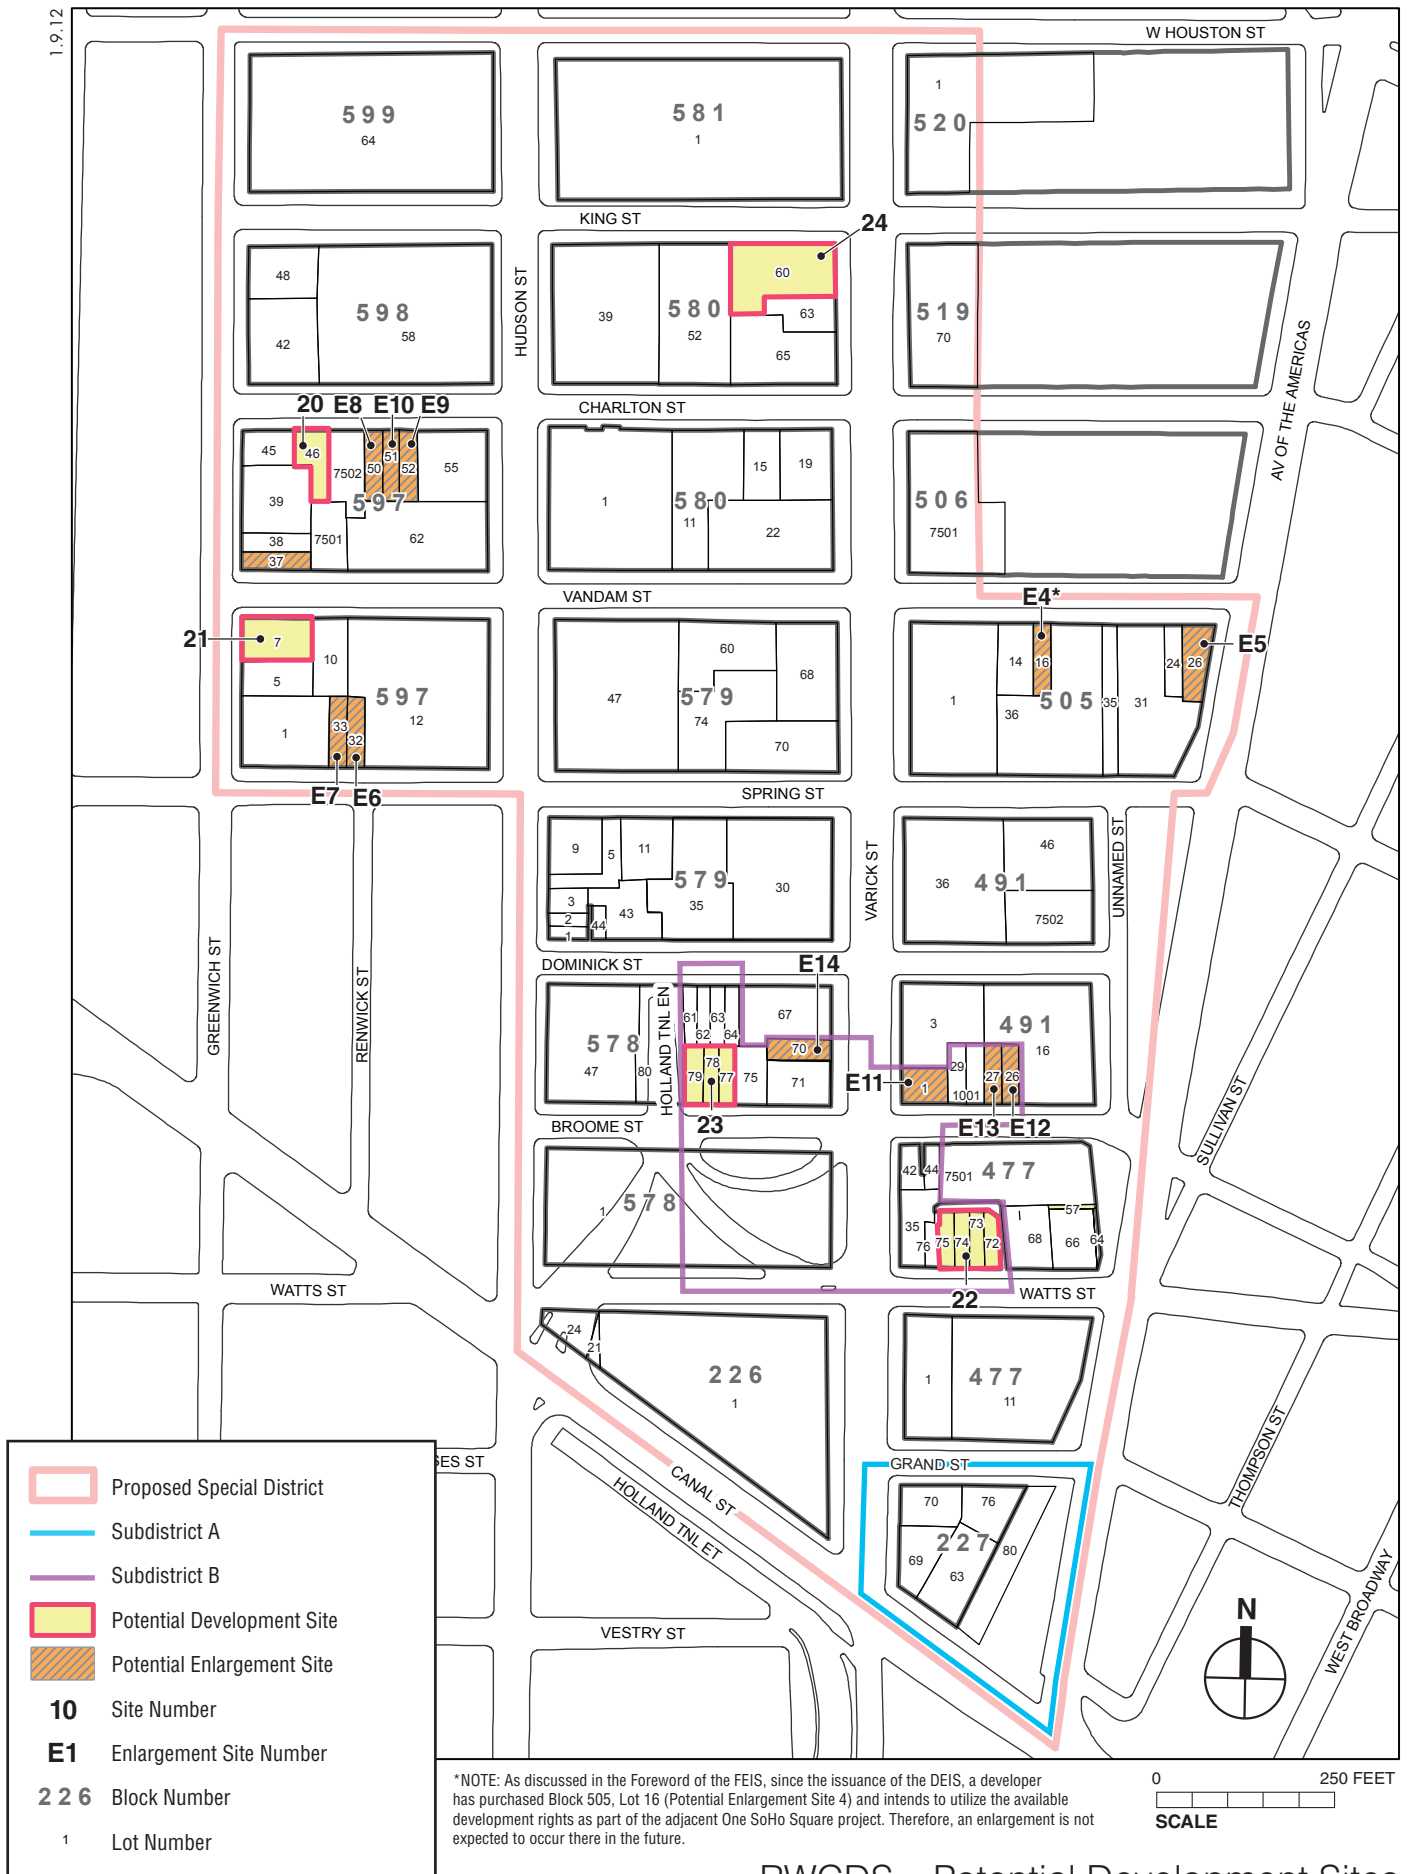 1.9.12
W HOUSTON ST
599
64
581
1
1
520
KING ST
24
48
42
598
58
HUDSON ST
39
580
52
60
63
65
519
70
AV OF THE AMERICAS
CHARLTON ST
20 E8 E10 E9
45
46
7502
50
51
52
55
39
597
38
7501
62
37
1
580
11
15
19
22
506
7501
VANDAM ST
E4*
21
7
10
5
597
12
1
33
32
E7 E6
47
60
68
579
74
70
1
14
16
36
505
35
31
24
26
E5
SPRING ST
9
5
11
579
30
3
2
1
44
43
35
VARICK ST
36
491
46
7502
UNNAMED ST
GREENWICH ST
RENWICK ST
DOMINICK ST
E14
578
47
80
HOLLAND TNL EN
61
62
63
64
67
70
79
78
77
75
71
23
3
491
16
E11
1
29
1001
27
26
E13 E12
BROOME ST
1
578
42
44
7501
477
35
76
75
74
73
72
68
57
66
64
22
SULLIVAN ST
WATTS ST
WATTS ST
24
21
226
1
1
477
11
SES ST
CANAL ST
HOLLAND TNL ET
GRAND ST
70
76
227
69
63
80
THOMPSON ST
WEST BROADWAY
VESTRY ST
N
Proposed Special District
Subdistrict A
Subdistrict B
Potential Development Site
Potential Enlargement Site
10 Site Number
E1 Enlargement Site Number
226 Block Number
1 Lot Number
*NOTE: As discussed in the Foreword of the FEIS, since the issuance of the DEIS, a developer
has purchased Block 505, Lot 16 (Potential Enlargement Site 4) and intends to utilize the available
development rights as part of the adjacent One SoHo Square project. Therefore, an enlargement is not
expected to occur there in the future.
0 250 FEET
SCALE
RWCDS – Potential Development Sites